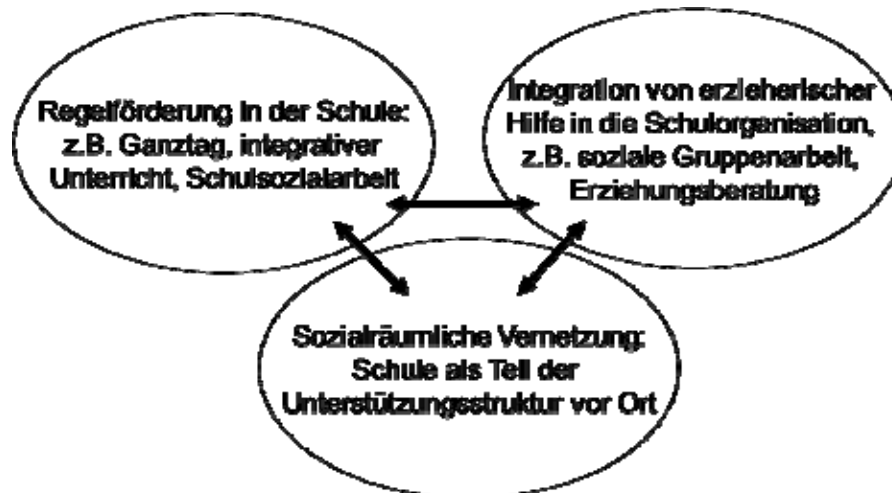 Regelförderung in der Schule:
z.B. Ganztag, integrativer
Unterricht, Schulsozialarbeit
Integration von erzieherischer
Hilfe in die Schulorganisation,
z.B. soziale Gruppenarbeit,
Erziehungsberatung
Sozialräumliche Vernetzung:
Schule als Teil der
Unterstützungsstruktur vor Ort